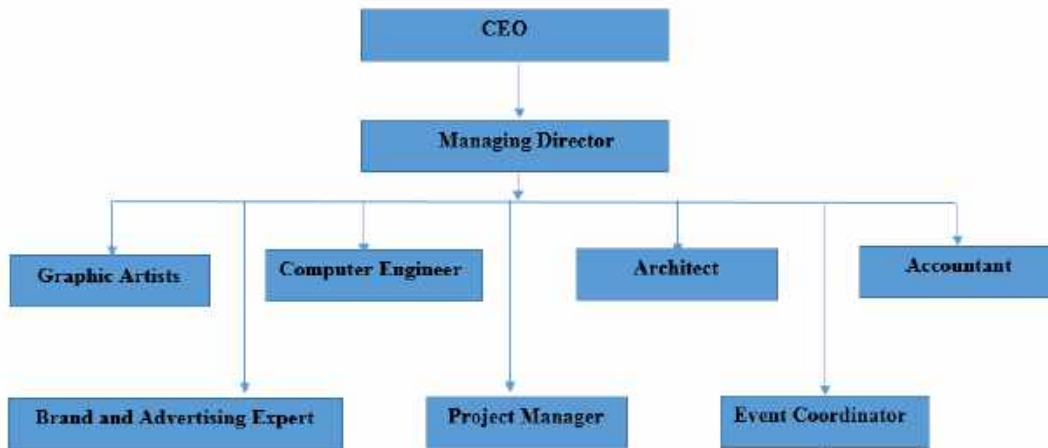 CEO
Managing Director
Graphic Artists
Computer Engineer
Architect
Accountant
Brand and Advertising Expert
Project Manager
Event Coordinator